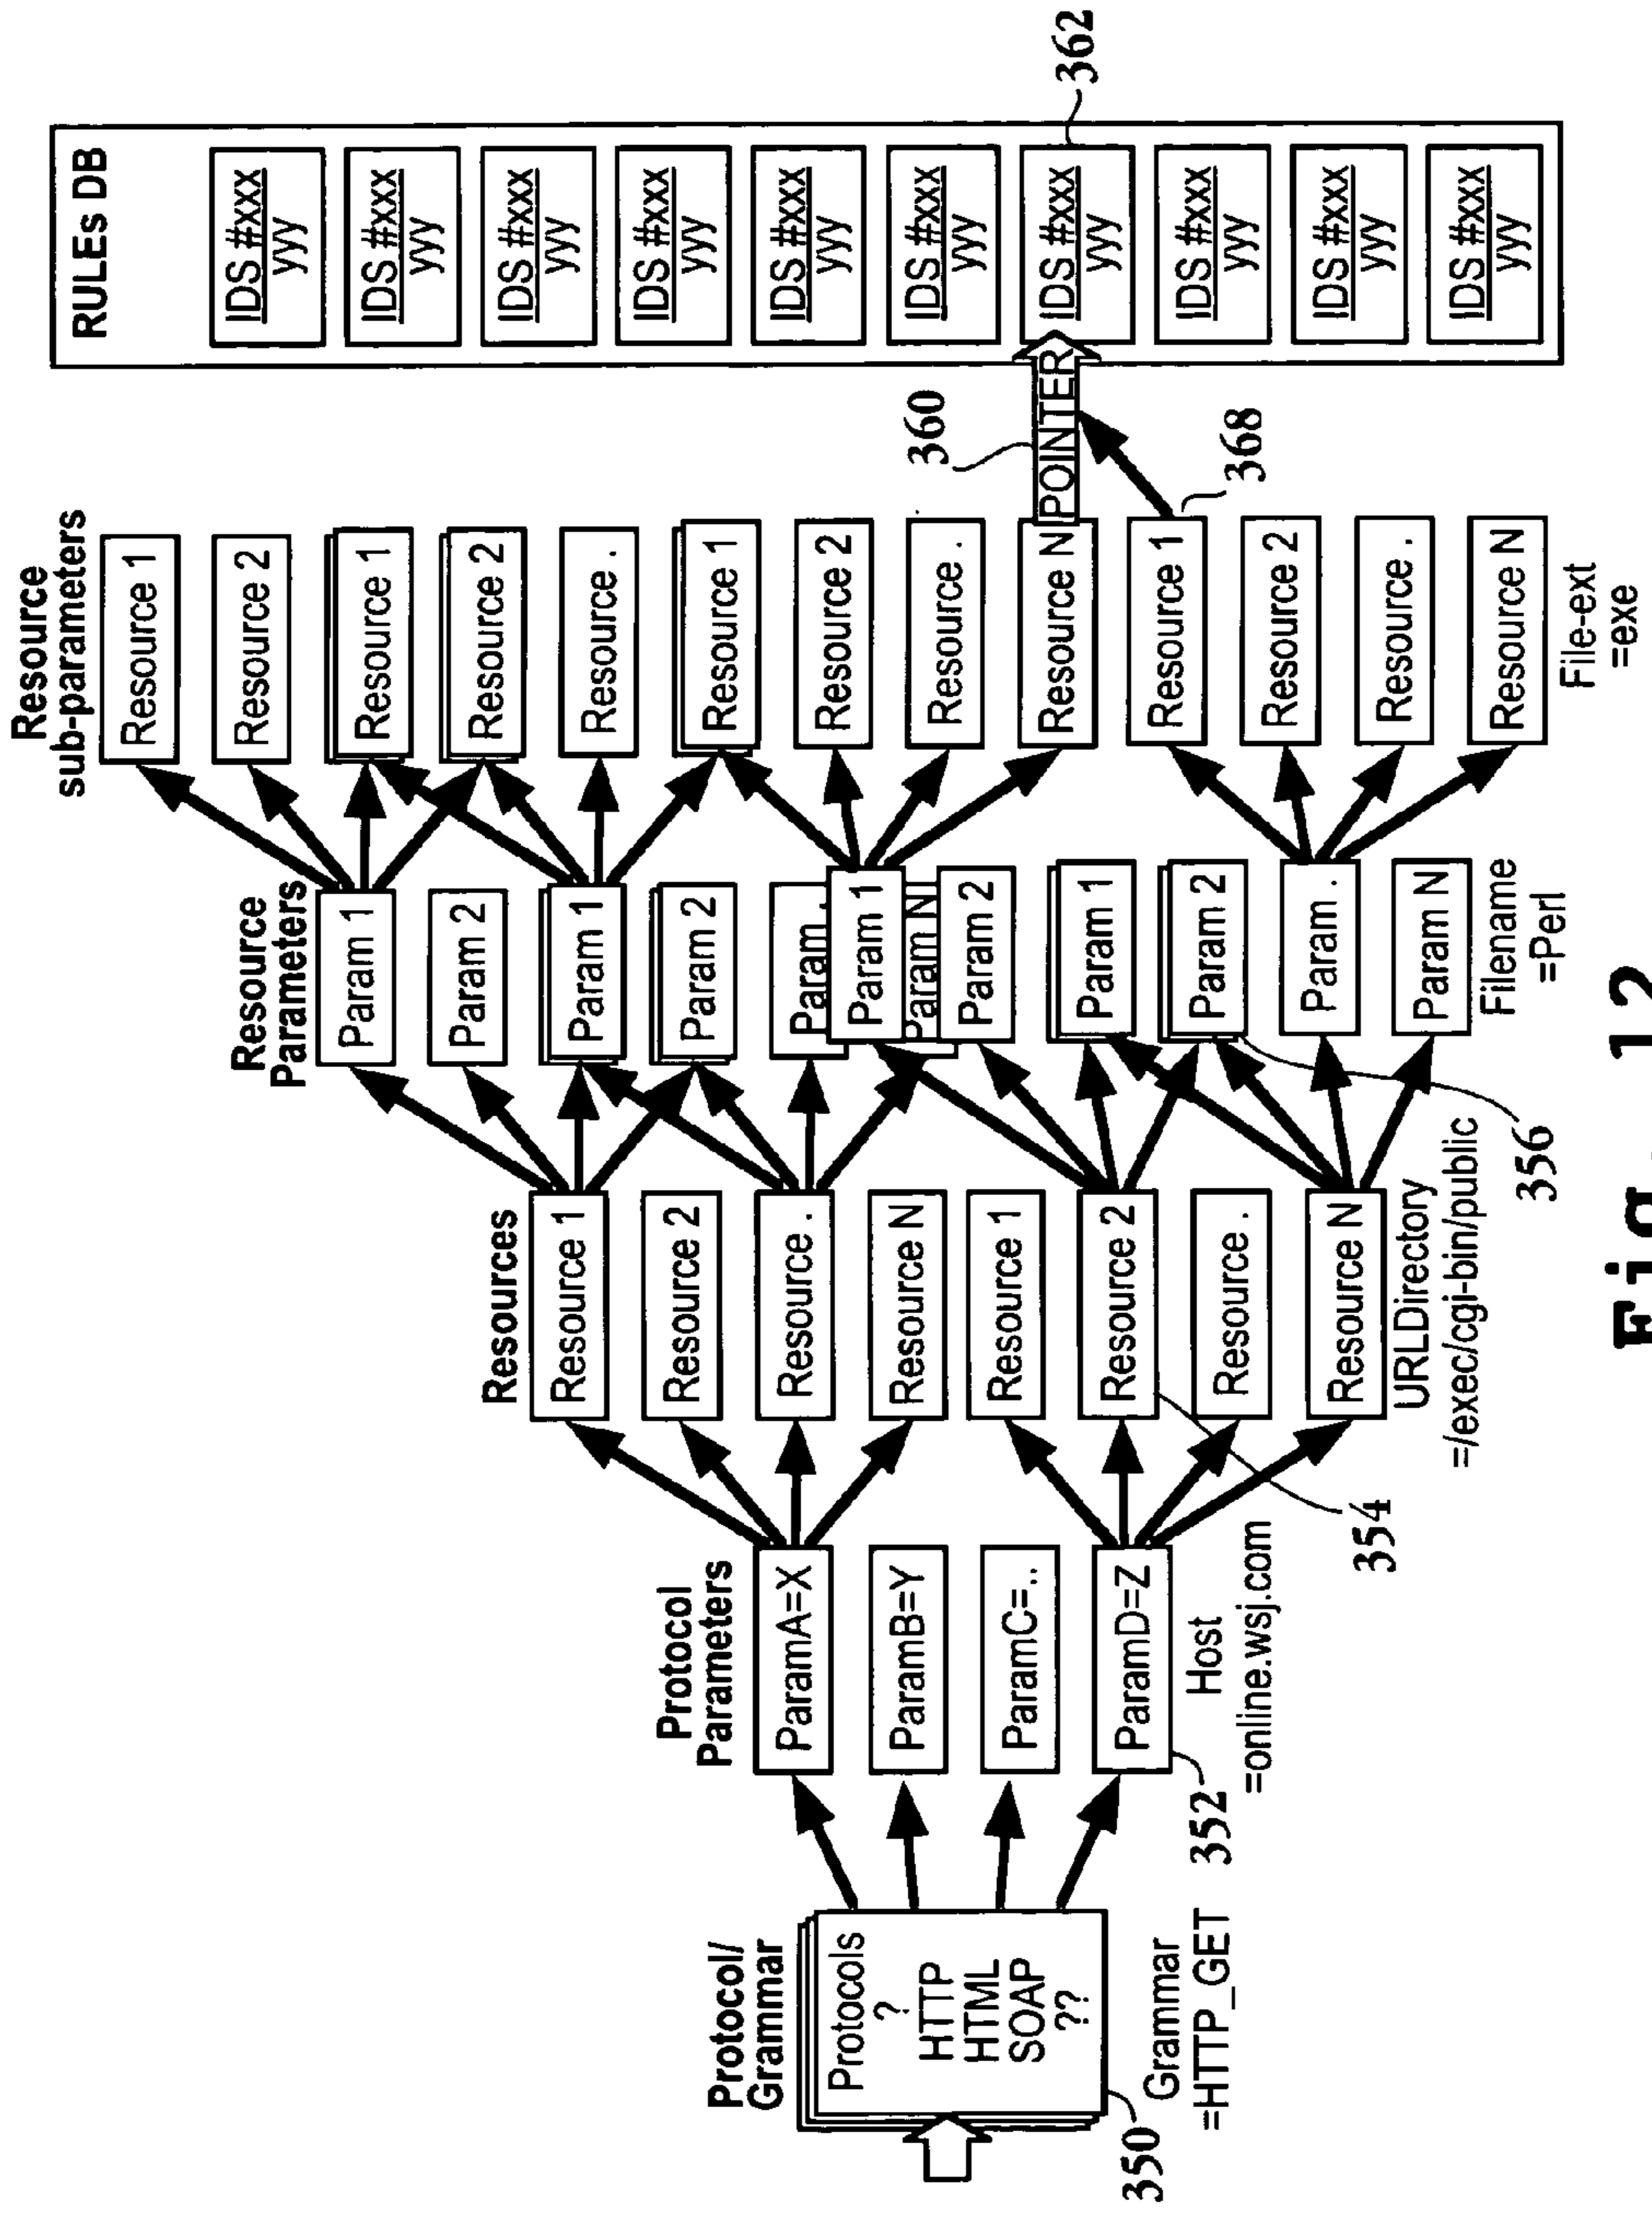 Protocol/
Grammar
Protocols
?
HTTP
HTML
SOAP
??
350
Grammar
=HTTP_GET
Protocol
Parameters
ParamA=X
ParamB=Y
ParamC=..
ParamD=Z
352
Host
=online.wsj.com
Resources
Resource 1
Resource 2
Resource .
Resource N
Resource 1
Resource 2
Resource .
Resource N
354
URLDirectory
=/exec/cgi-bin/public
Resource
Parameters
Param 1
Param 2
Param 1
Param 2
Param .
Param 1
Param N
Param 2
Param 1
Param 2
Param .
Param N
356
Filename
=Perl
Resource
sub-parameters
Resource 1
Resource 2
Resource 1
Resource 2
Resource .
Resource 1
Resource 2
Resource .
Resource N
Resource 1
Resource 2
Resource .
Resource N
File-ext
=exe
360
POINTER
368
RULEs DB
IDS #xxx
yyy
IDS #xxx
yyy
IDS #xxx
yyy
IDS #xxx
yyy
IDS #xxx
yyy
IDS #xxx
yyy
IDS #xxx
yyy
IDS #xxx
yyy
IDS #xxx
yyy
IDS #xxx
yyy
362
Fig. 12